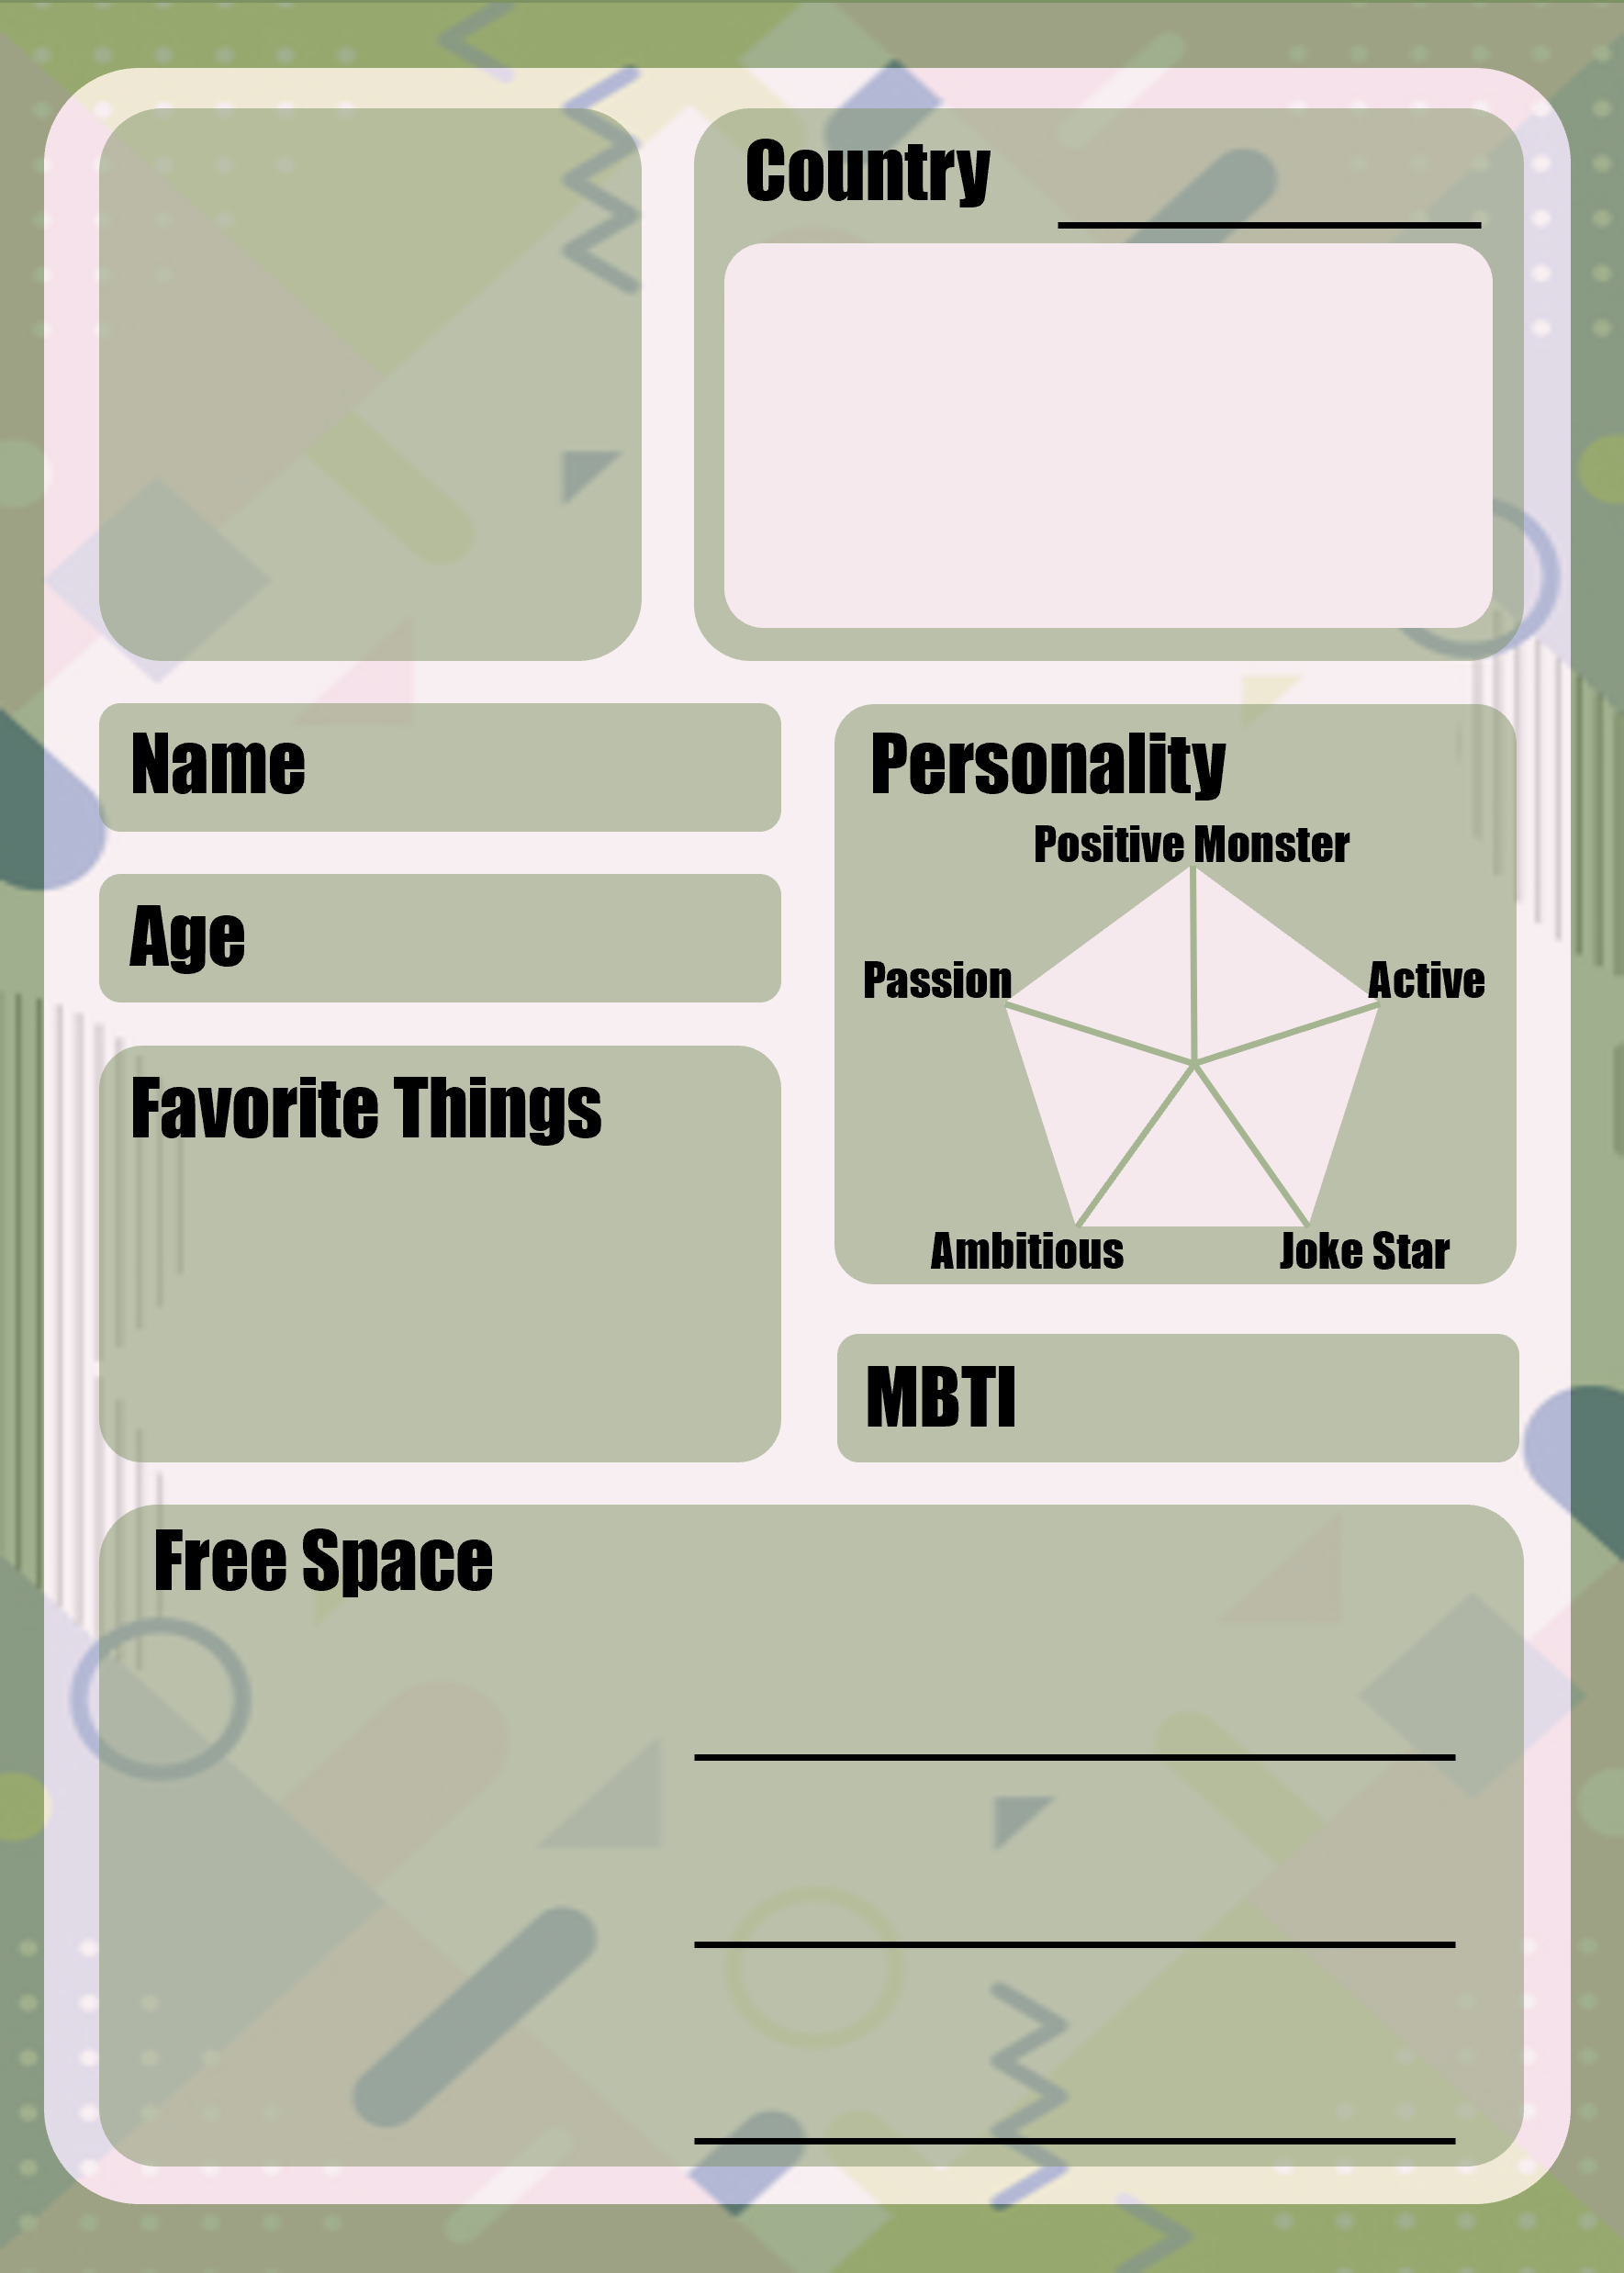 Country
Name
Personality
Positive Monster
Age
Passion
Active
Favorite Things
Ambitious
Joke Star
MBTI
Free Space